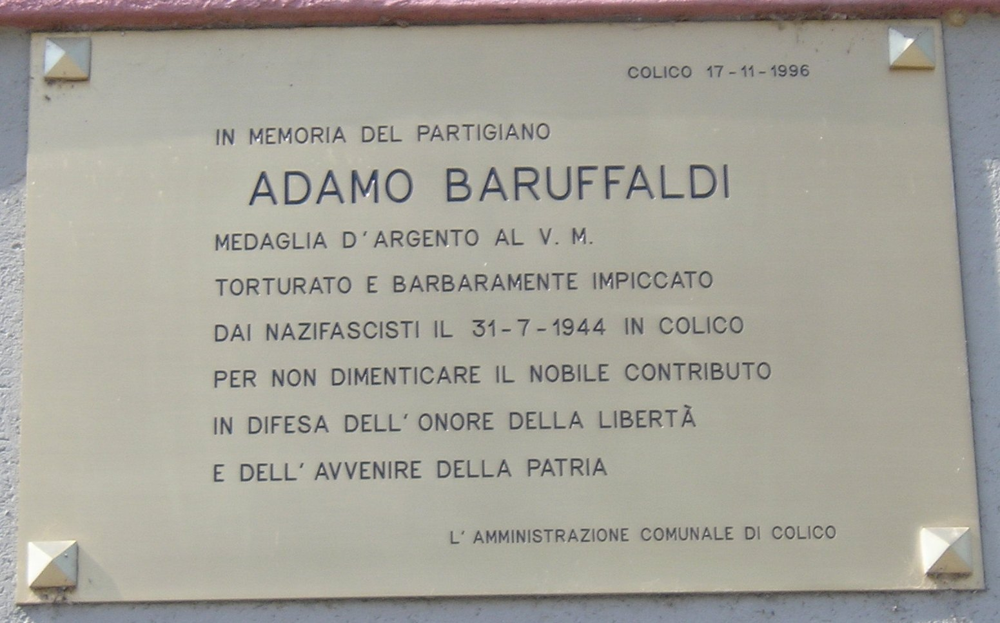 COLICO 17-11-1996
IN MEMORIA DEL PARTIGIANO
ADAMO BARUFFALDI
MEDAGLIA D'ARGENTO AL V. M.
TORTURATO E BARBARAMENTE IMPICCATO
DAI NAZIFASCISTI IL 31-7-1944 IN COLICO
PER NON DIMENTICARE IL NOBILE CONTRIBUTO
IN DIFESA DELL'ONORE DELLA LIBERTÀ
E DELL'AVVENIRE DELLA PATRIA
L'AMMINISTRAZIONE COMUNALE DI COLICO